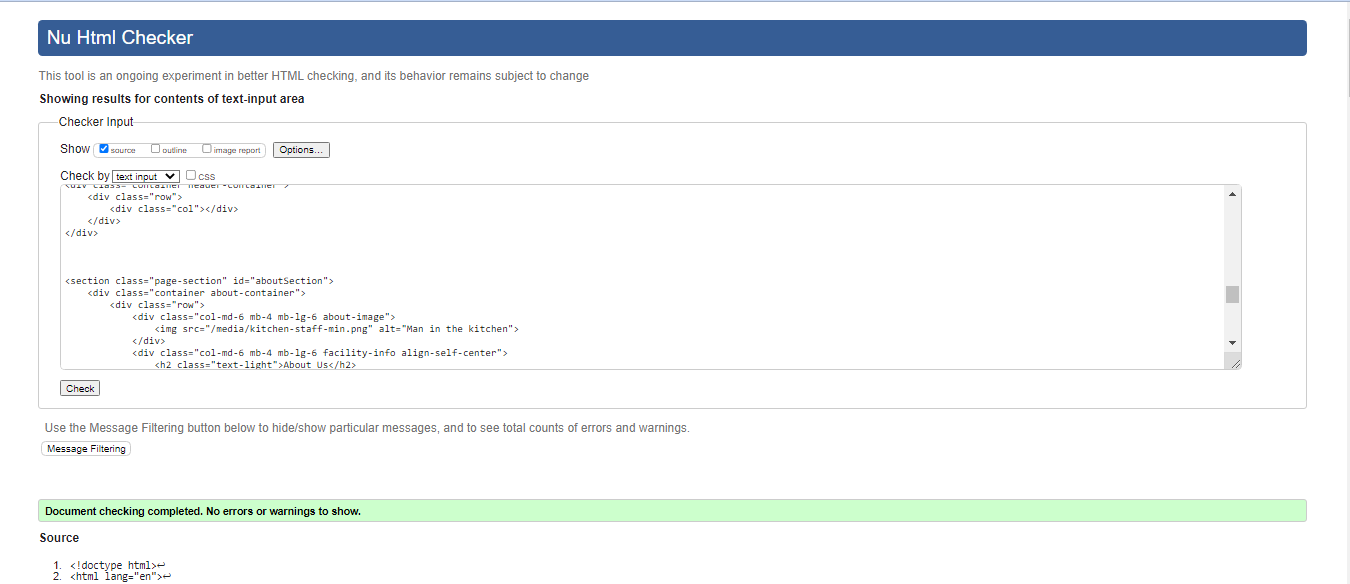 Nu Html Checker
This tool is an ongoing experiment in better HTML checking, and its behavior remains subject to change
Showing results for contents of text-input area
Checker Input
Show source outline image report Options...
Check by text input css
<div class="container header-container">
<div class="row">
<div class="col"></div>
</div>
</div>
<section class="page-section" id="aboutSection">
<div class="container about-container">
<div class="row">
<div class="col-md-6 mb-4 mb-lg-6 about-image">
<img src="/media/kitchen-staff-min.png" alt="Man in the kitchen">
</div>
<div class="col-md-6 mb-4 mb-lg-6 facility-info align-self-center">
<h2 class="text-light">About Us</h2>
Check
Use the Message Filtering button below to hide/show particular messages, and to see total counts of errors and warnings.
Message Filtering
Document checking completed. No errors or warnings to show.
Source
1. <!doctype html>↩
2. <html lang="en">↩